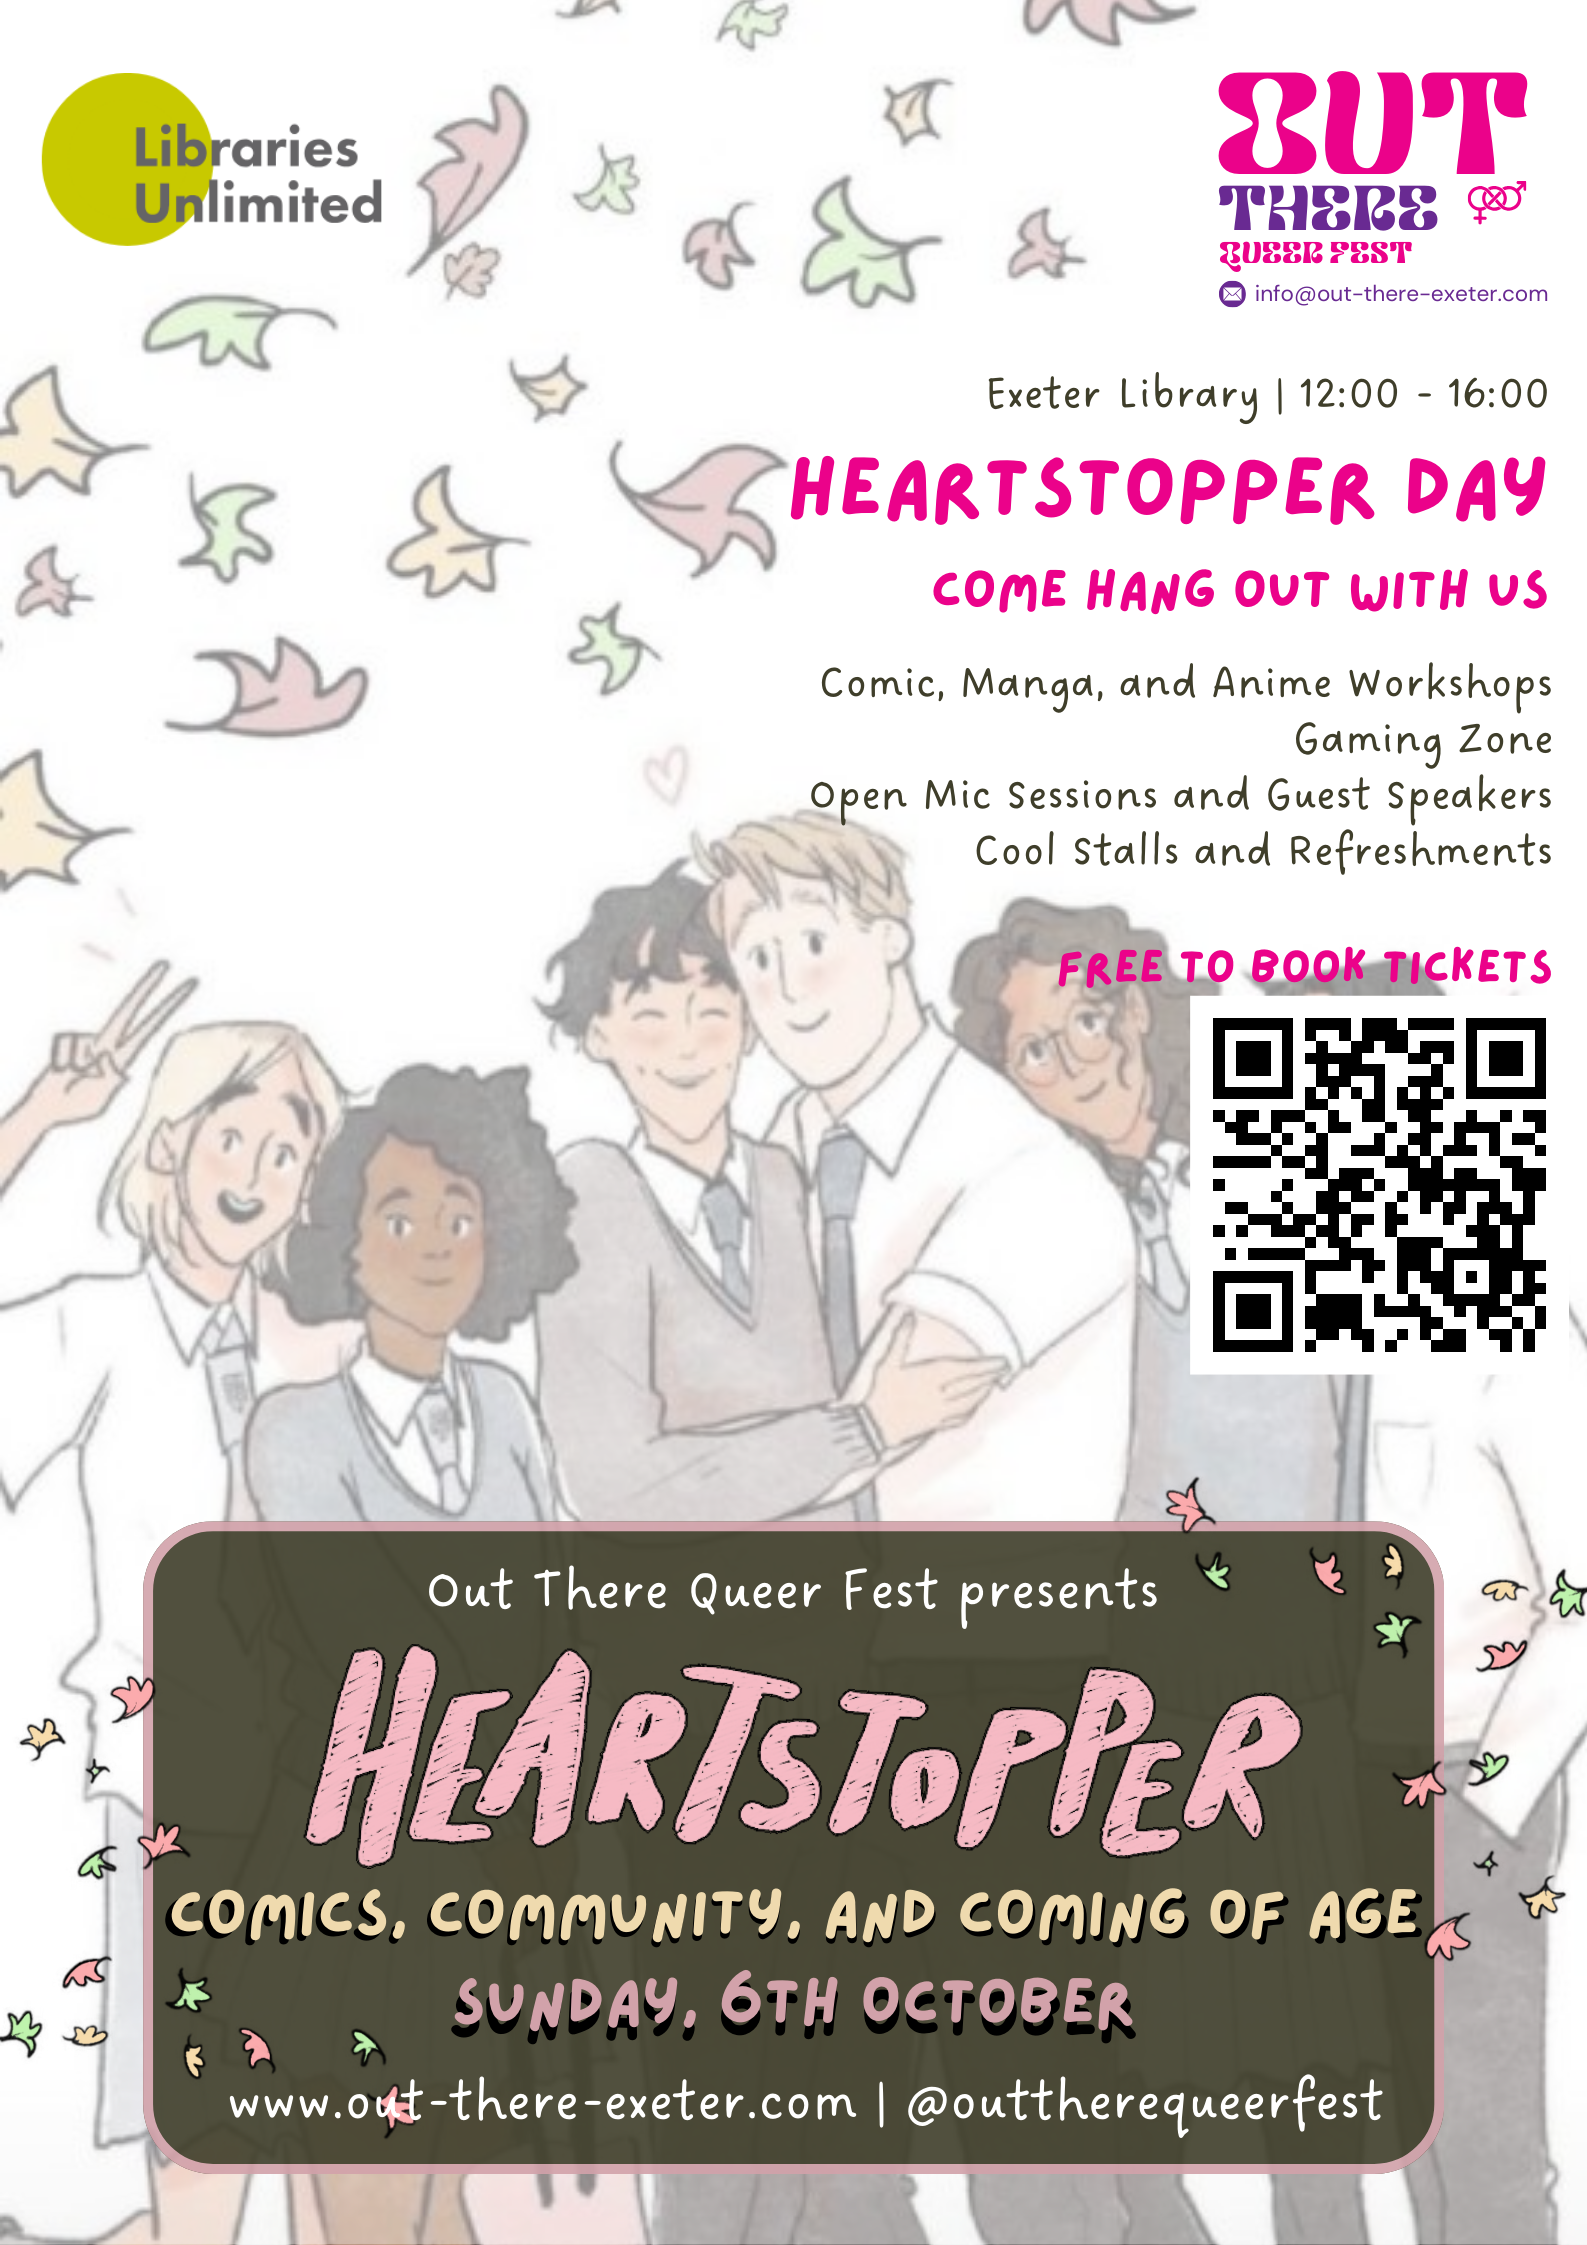 Libraries
Unlimited
OUT
THERE
QUEER FEST
info@out-there-exeter.com
Exeter Library | 12:00 - 16:00
HEARTSTOPPER DAY
COME HANG OUT WITH US
Comic, Manga, and Anime Workshops
Gaming Zone
Open Mic Sessions and Guest Speakers
Cool Stalls and Refreshments
FREE TO BOOK TICKETS
Out There Queer Fest presents
HEARTSTOPPER
COMICS, COMMUNITY, AND COMING OF AGE
SUNDAY, 6TH OCTOBER
www.out-there-exeter.com | @outtherequeerfest